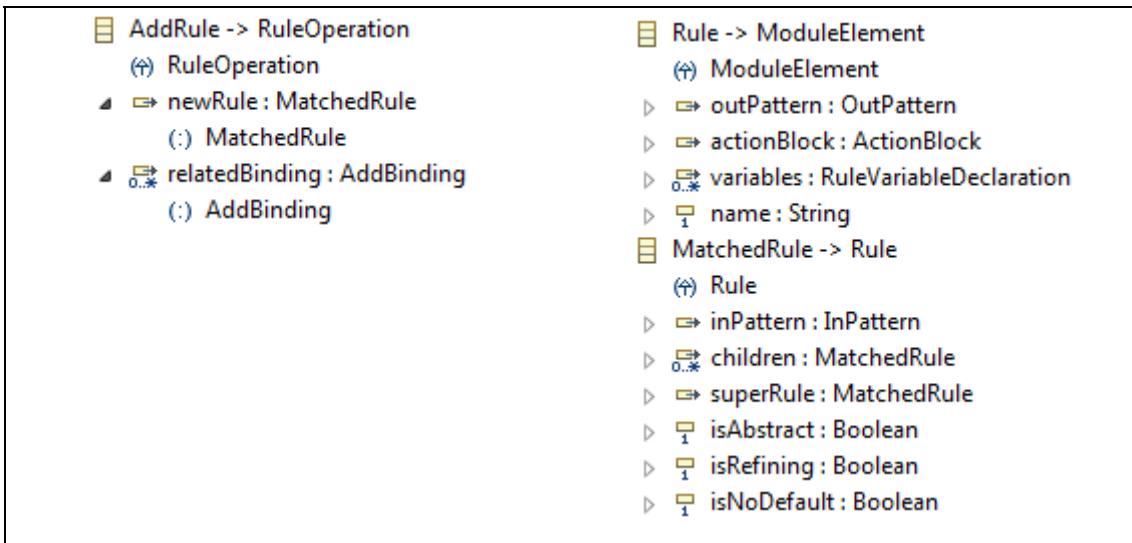 AddRule -> RuleOperation
RuleOperation
newRule : MatchedRule
(:) MatchedRule
0..* relatedBinding : AddBinding
(:) AddBinding
Rule -> ModuleElement
ModuleElement
outPattern : OutPattern
actionBlock : ActionBlock
0..* variables : RuleVariableDeclaration
1 name : String
MatchedRule -> Rule
Rule
inPattern : InPattern
0..* children : MatchedRule
superRule : MatchedRule
1 isAbstract : Boolean
1 isRefining : Boolean
1 isNoDefault : Boolean